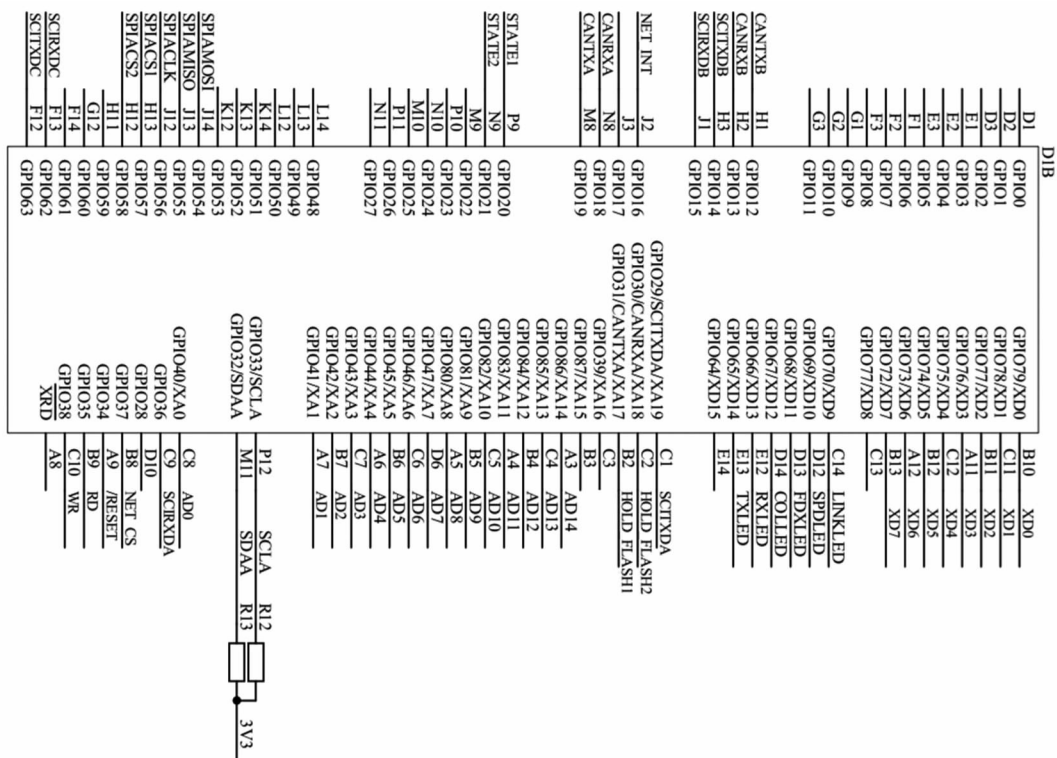 D1B
D1 GPIO0
D2 GPIO1
D3 GPIO2
E1 GPIO3
E2 GPIO4
E3 GPIO5
F1 GPIO6
F2 GPIO7
F3 GPIO8
G1 GPIO9
G2 GPIO10
G3 GPIO11
CANTXB H1 GPIO12
CANRXB H2 GPIO13
SCITXDB H3 GPIO14
SCIRXDB J1 GPIO15
NET INT J2 GPIO16
J3 GPIO17
CANRXA N8 GPIO18
CANTXA M8 GPIO19
STATE1 P9 GPIO20
STATE2 N9 GPIO21
M9 GPIO22
P10 GPIO23
N10 GPIO24
M10 GPIO25
P11 GPIO26
N11 GPIO27
L14 GPIO48
L13 GPIO49
L12 GPIO50
K14 GPIO51
K13 GPIO52
K12 GPIO53
SPIAMOSI J14 GPIO54
SPIAMISO J13 GPIO55
SPIACLK J12 GPIO56
SPIACS1 H13 GPIO57
SPIACS2 H12 GPIO58
H11 GPIO59
G12 GPIO60
F14 GPIO61
SCIRXDC F13 GPIO62
SCITXDC F12 GPIO63
GPIO79/XD0 B10 XD0
GPIO78/XD1 C11 XD1
GPIO77/XD2 B11 XD2
GPIO76/XD3 A11 XD3
GPIO75/XD4 C12 XD4
GPIO74/XD5 B12 XD5
GPIO73/XD6 A12 XD6
GPIO72/XD7 B13 XD7
GPIO77/XD8 C13
GPIO70/XD9 C14 LINKLED
GPIO69/XD10 D12 SPDLED
GPIO68/XD11 D13 FDXLED
GPIO67/XD12 D14 COLLED
GPIO66/XD13 E12 RXLED
GPIO65/XD14 E13 TXLED
GPIO64/XD15 E14
GPIO29/SCITXDA/XA19 C1 SCITXDA
GPIO30/CANRXA/XA18 C2 HOLD FLASH2
GPIO31/CANTXA/XA17 B2 HOLD FLASH1
GPIO39/XA16 C3
GPIO87/XA15 B3
GPIO86/XA14 A3 AD14
GPIO85/XA13 C4 AD13
GPIO84/XA12 B4 AD12
GPIO83/XA11 A4 AD11
GPIO82/XA10 C5 AD10
GPIO81/XA9 B5 AD9
GPIO80/XA8 A5 AD8
GPIO47/XA7 D6 AD7
GPIO46/XA6 C6 AD6
GPIO45/XA5 B6 AD5
GPIO44/XA4 A6 AD4
GPIO43/XA3 C7 AD3
GPIO42/XA2 B7 AD2
GPIO41/XA1 A7 AD1
GPIO33/SCLA P12 SCLA R12
GPIO32/SDAA M11 SDAA R13 3V3
GPIO40/XA0 C8 AD0
GPIO36 C9 SCIRXDA
GPIO28 D10
GPIO37 B8 NET CS
GPIO34 A9 /RESET
GPIO35 B9 RD
GPIO38 C10 WR
XRD A8